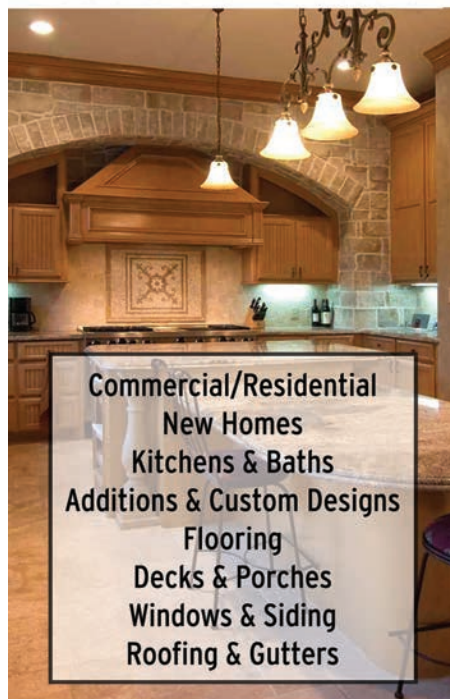 Commercial/Residential
New Homes
Kitchens & Baths
Additions & Custom Designs
Flooring
Decks & Porches
Windows & Siding
Roofing & Gutters